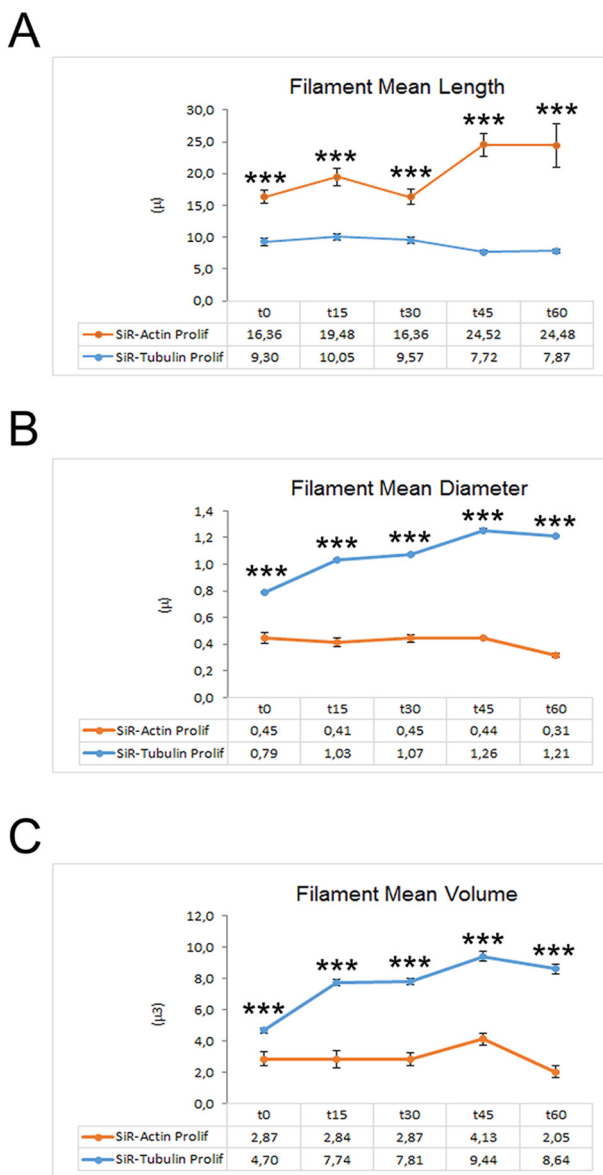 A
Filament Mean Length
30,0
25,0
20,0
15,0
10,0
5,0
0,0
(µ)
*** *** *** *** ***
t0 t15 t30 t45 t60
SiR-Actin Prolif 16,36 19,48 16,36 24,52 24,48
SiR-Tubulin Prolif 9,30 10,05 9,57 7,72 7,87
B
Filament Mean Diameter
1,4
1,2
1,0
0,8
0,6
0,4
0,2
0,0
(µ)
*** *** *** *** ***
t0 t15 t30 t45 t60
SiR-Actin Prolif 0,45 0,41 0,45 0,44 0,31
SiR-Tubulin Prolif 0,79 1,03 1,07 1,26 1,21
C
Filament Mean Volume
12,0
10,0
8,0
6,0
4,0
2,0
0,0
(µ3)
*** *** *** *** ***
t0 t15 t30 t45 t60
SiR-Actin Prolif 2,87 2,84 2,87 4,13 2,05
SiR-Tubulin Prolif 4,70 7,74 7,81 9,44 8,64